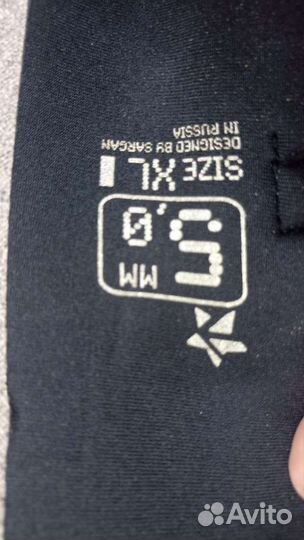 5,0
MM
SIZE XL
DESIGNED BY SARGAN
IN RUSSIA
Avito